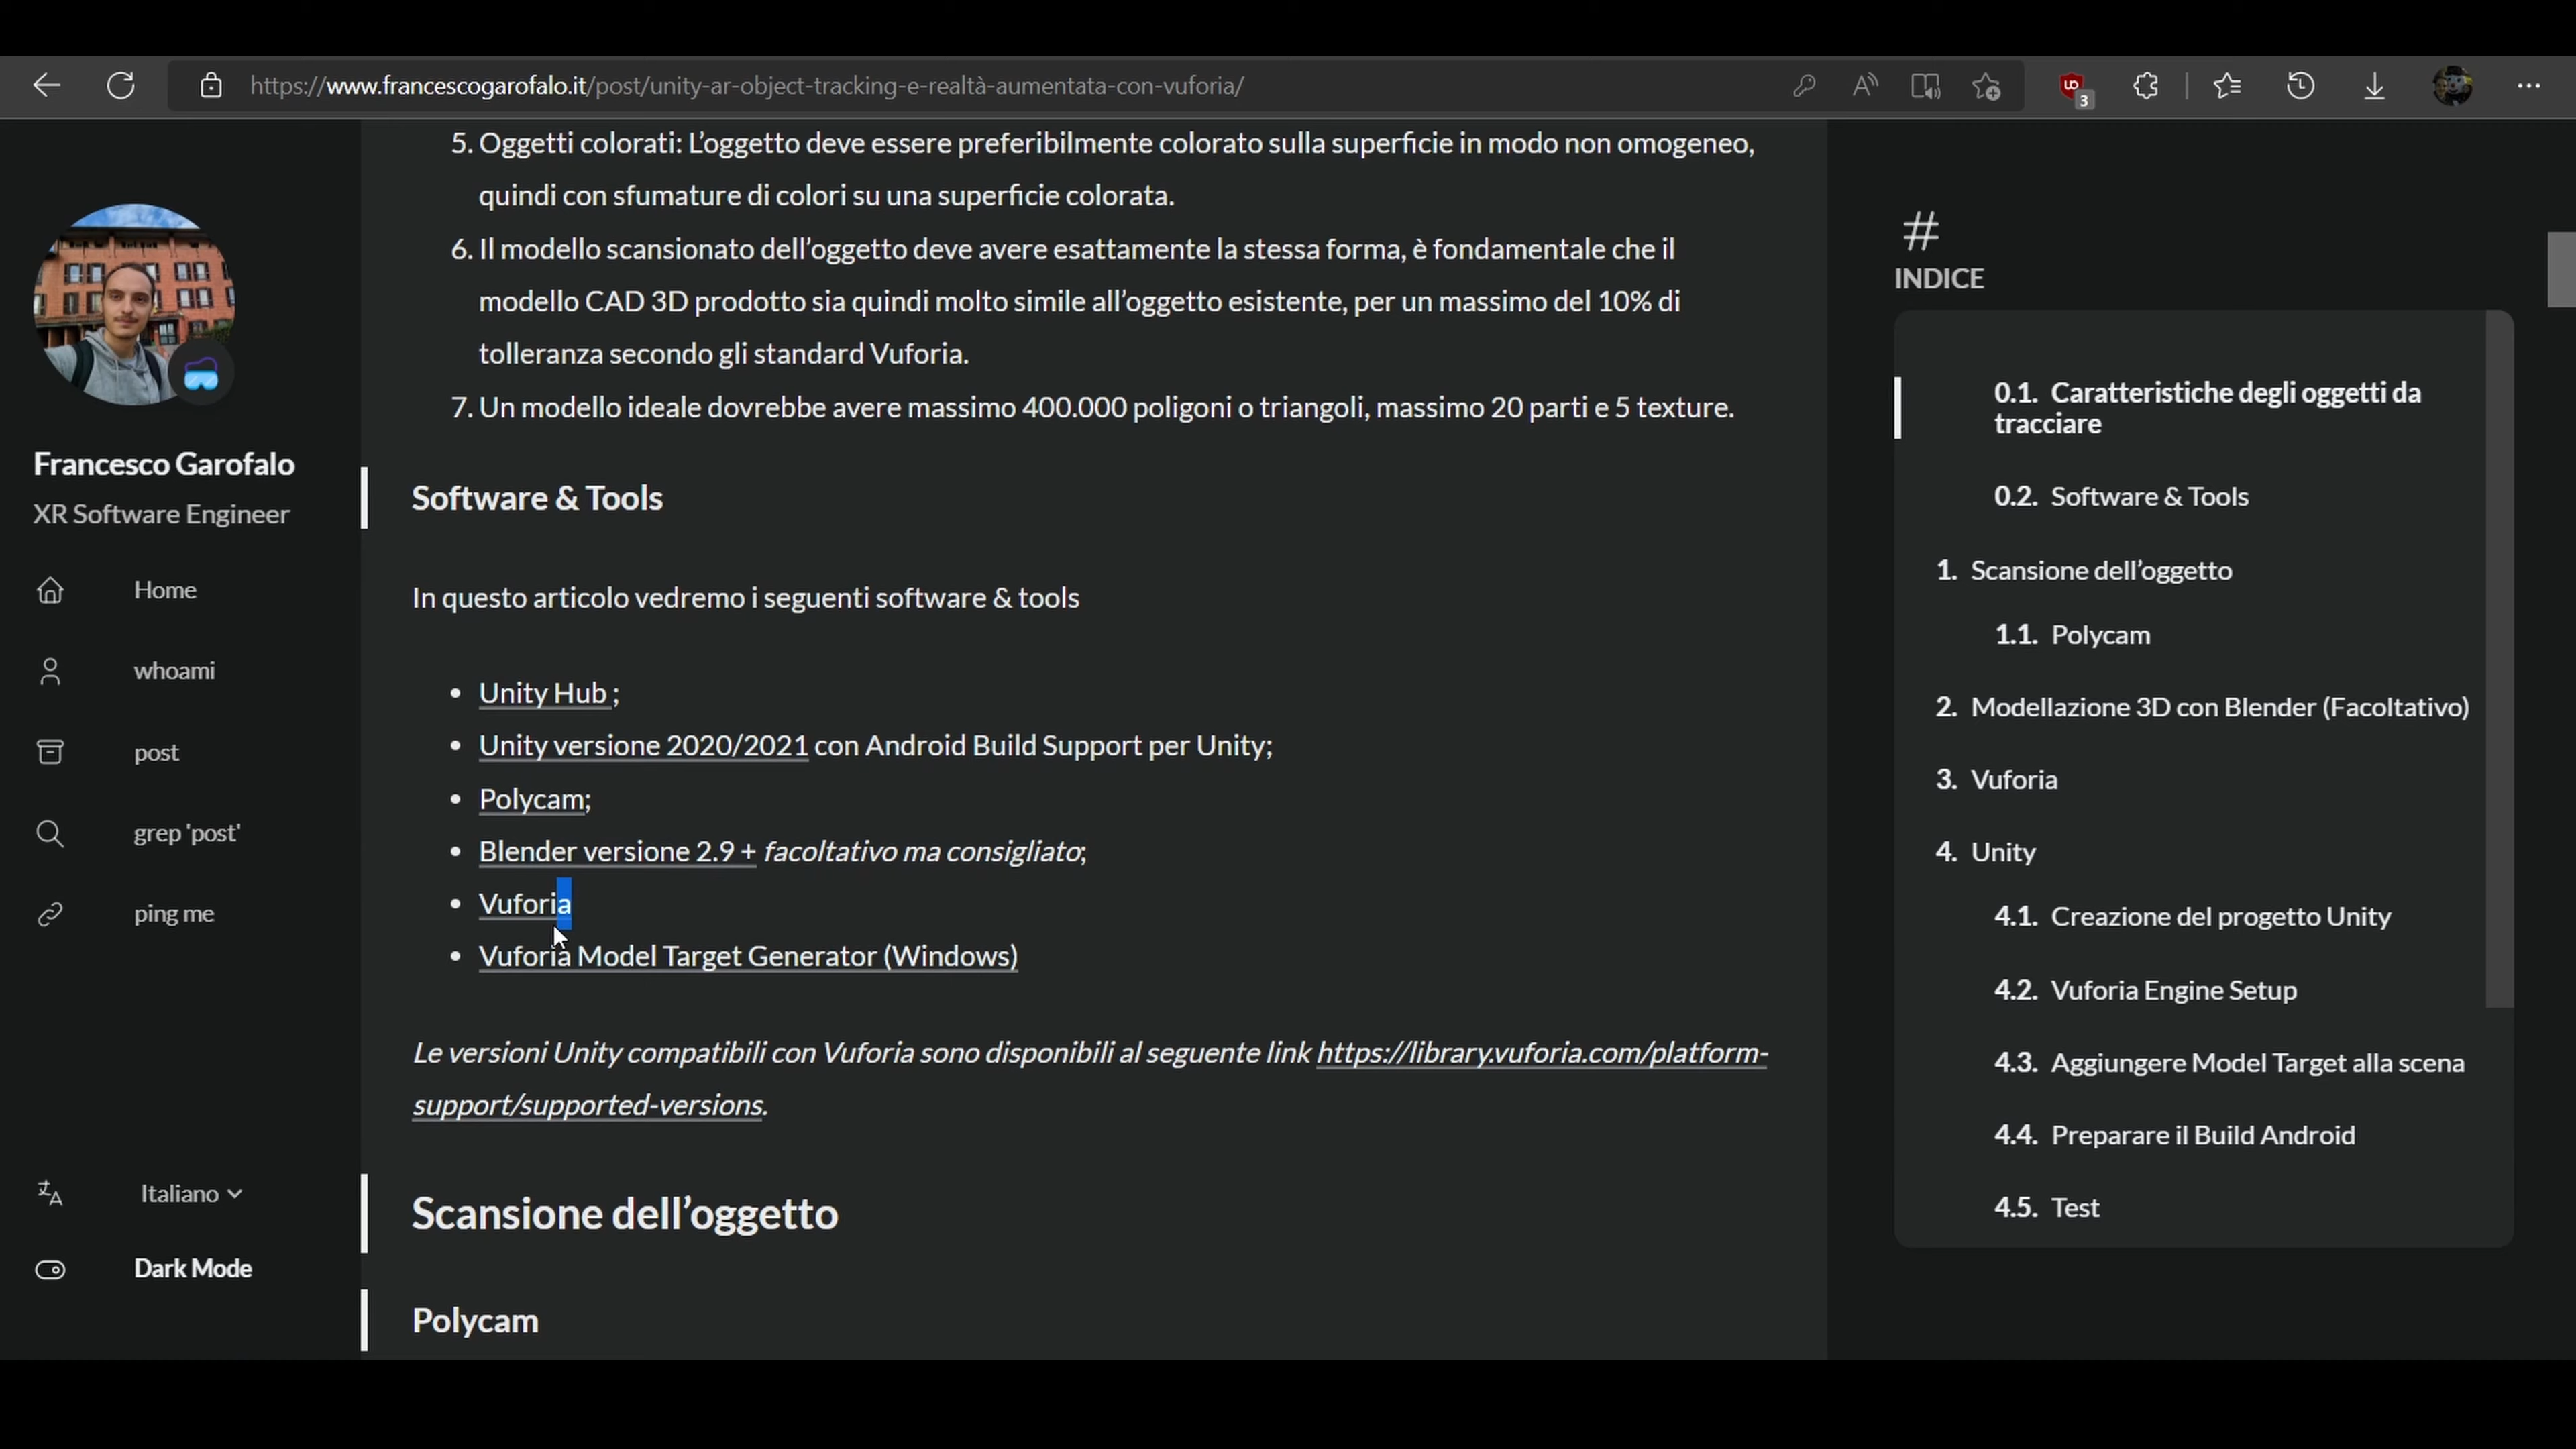 https://www.francescogarofalo.it/post/unity-ar-object-tracking-e-realtà-aumentata-con-vuforia/
3
Francesco Garofalo
XR Software Engineer
Home
whoami
post
grep 'post'
ping me
Italiano
Dark Mode
5. Oggetti colorati: L’oggetto deve essere preferibilmente colorato sulla superficie in modo non omogeneo,
quindi con sfumature di colori su una superficie colorata.
6. Il modello scansionato dell’oggetto deve avere esattamente la stessa forma, è fondamentale che il
modello CAD 3D prodotto sia quindi molto simile all’oggetto esistente, per un massimo del 10% di
tolleranza secondo gli standard Vuforia.
7. Un modello ideale dovrebbe avere massimo 400.000 poligoni o triangoli, massimo 20 parti e 5 texture.
Software & Tools
In questo articolo vedremo i seguenti software & tools
• Unity Hub ;
• Unity versione 2020/2021 con Android Build Support per Unity;
• Polycam;
• Blender versione 2.9 + facoltativo ma consigliato;
• Vuforia
• Vuforia Model Target Generator (Windows)
Le versioni Unity compatibili con Vuforia sono disponibili al seguente link https://library.vuforia.com/platform-
support/supported-versions.
Scansione dell’oggetto
Polycam
#
INDICE
0.1. Caratteristiche degli oggetti da
tracciare
0.2. Software & Tools
1. Scansione dell’oggetto
1.1. Polycam
2. Modellazione 3D con Blender (Facoltativo)
3. Vuforia
4. Unity
4.1. Creazione del progetto Unity
4.2. Vuforia Engine Setup
4.3. Aggiungere Model Target alla scena
4.4. Preparare il Build Android
4.5. Test